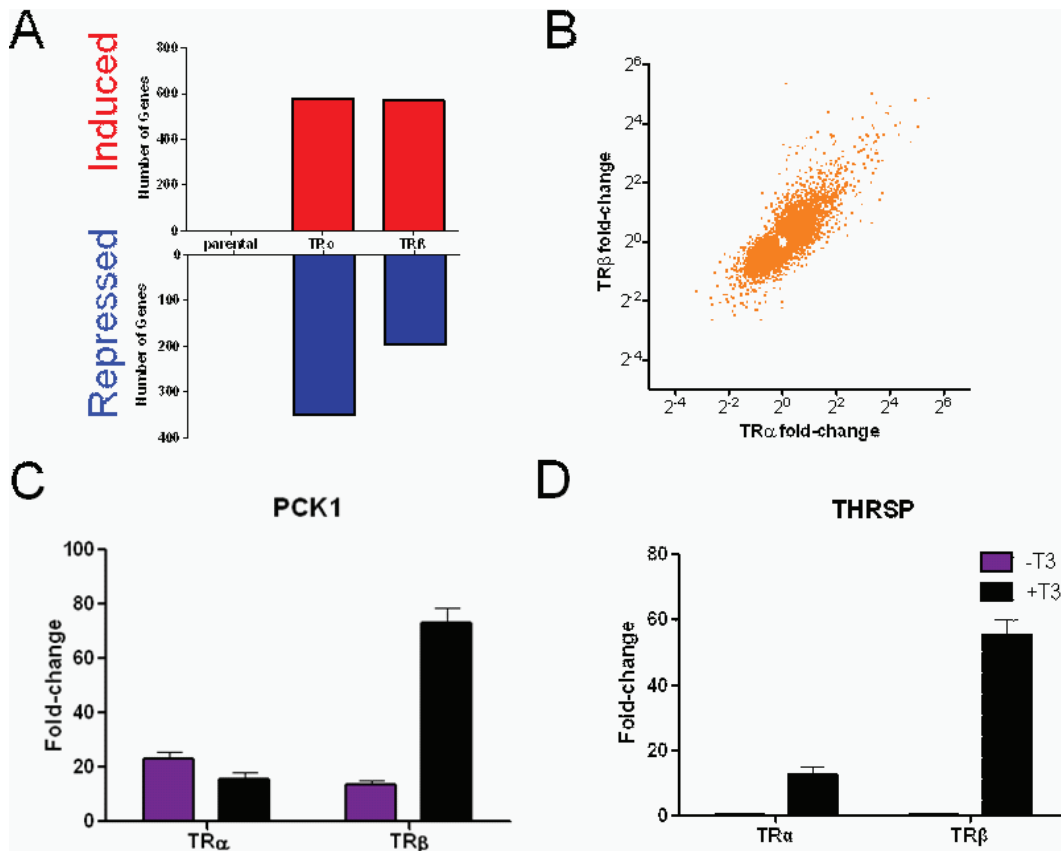 A
Induced
Number of Genes
800
600
400
200
0
parental
TRα
TRβ
Repressed
Number of Genes
0
100
200
300
400
B
TRβ fold-change
2⁶
2⁴
2²
2⁰
2⁻²
2⁻⁴
2⁻⁴
2⁻²
2⁰
2²
2⁴
2⁶
TRα fold-change
C
PCK1
Fold-change
100
80
60
40
20
0
TRα
TRβ
D
THRSP
Fold-change
80
60
40
20
0
TRα
TRβ
-T3
+T3